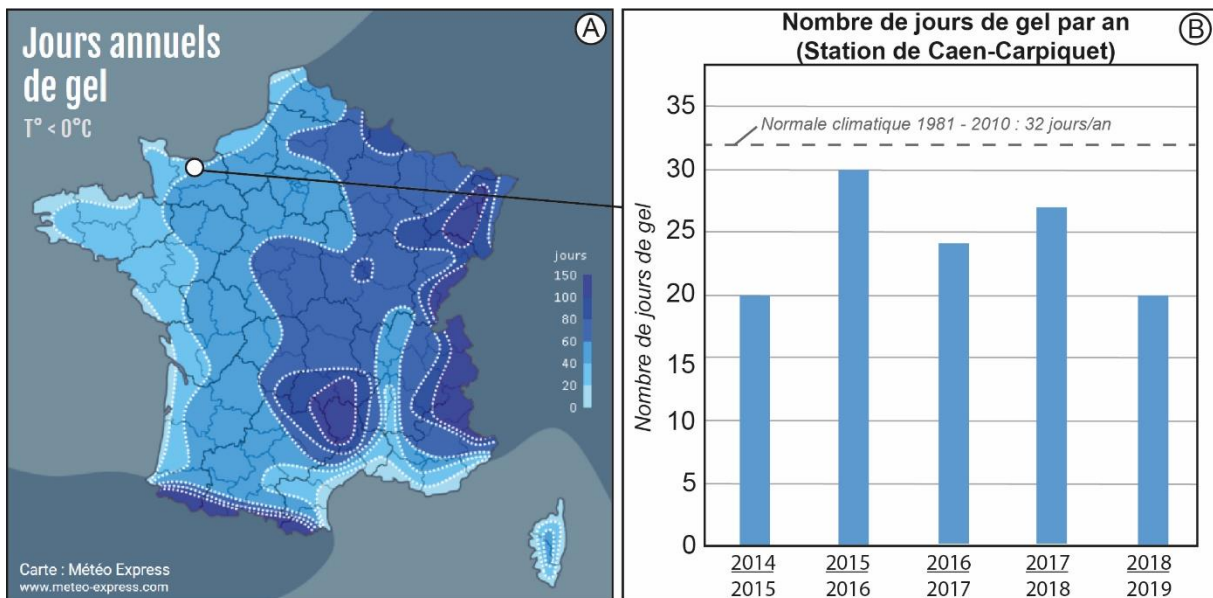 Jours annuels
de gel
T° < 0°C
A
jours
150
100
80
60
40
20
0
Carte : Météo Express
www.meteo-express.com
Nombre de jours de gel par an
(Station de Caen-Carpiquet)
B
Nombre de jours de gel
35
30
25
20
15
10
5
0
Normale climatique 1981 - 2010 : 32 jours/an
2014 2015 2016 2017 2018
2015 2016 2017 2018 2019